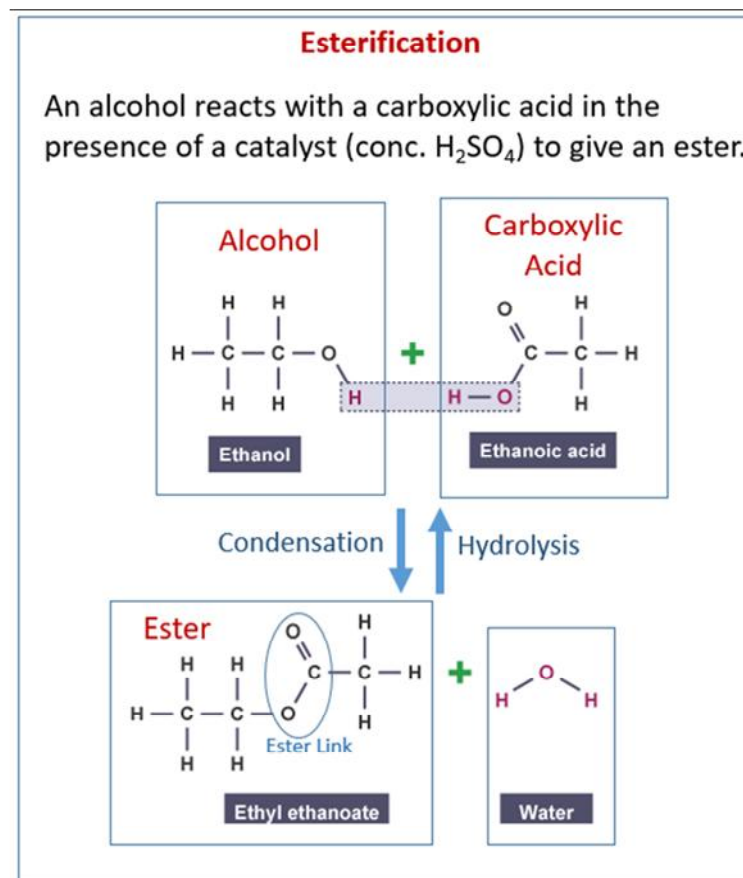 Esterification
An alcohol reacts with a carboxylic acid in the
presence of a catalyst (conc. H₂SO₄) to give an ester.
Alcohol
Carboxylic
Acid
H H
H — C — C — O
H H
H
Ethanol
+
O H
C — C — H
H — O H
Ethanoic acid
Condensation
Hydrolysis
Ester
O H
H H C — C — H
H — C — C — O H
H H
Ester Link
Ethyl ethanoate
+
O
H H
Water